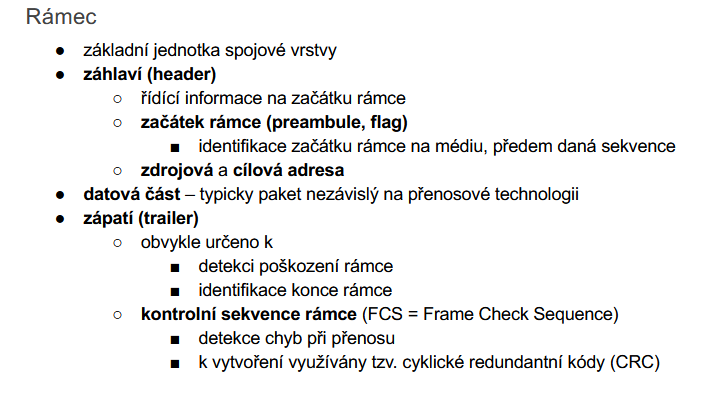 Rámec
● základní jednotka spojové vrstvy
● záhlaví (header)
○ řídící informace na začátku rámce
○ začátek rámce (preambule, flag)
■ identifikace začátku rámce na médiu, předem daná sekvence
○ zdrojová a cílová adresa
● datová část – typicky paket nezávislý na přenosové technologii
● zápatí (trailer)
○ obvykle určeno k
■ detekci poškození rámce
■ identifikace konce rámce
○ kontrolní sekvence rámce (FCS = Frame Check Sequence)
■ detekce chyb při přenosu
■ k vytvoření využívány tzv. cyklické redundantní kódy (CRC)